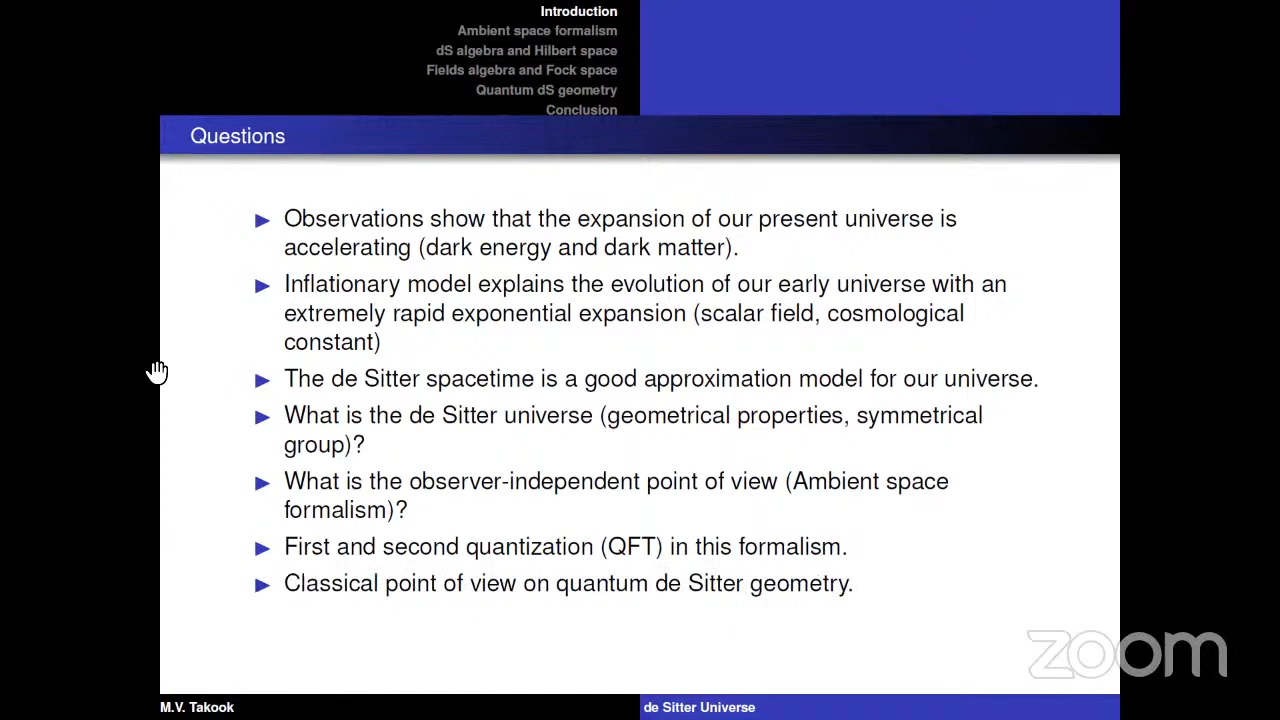 Introduction
Ambient space formalism
dS algebra and Hilbert space
Fields algebra and Fock space
Quantum dS geometry
Conclusion
Questions
Observations show that the expansion of our present universe is
accelerating (dark energy and dark matter).
Inflationary model explains the evolution of our early universe with an
extremely rapid exponential expansion (scalar field, cosmological
constant)
The de Sitter spacetime is a good approximation model for our universe.
What is the de Sitter universe (geometrical properties, symmetrical
group)?
What is the observer-independent point of view (Ambient space
formalism)?
First and second quantization (QFT) in this formalism.
Classical point of view on quantum de Sitter geometry.
zoom
M.V. Takook
de Sitter Universe